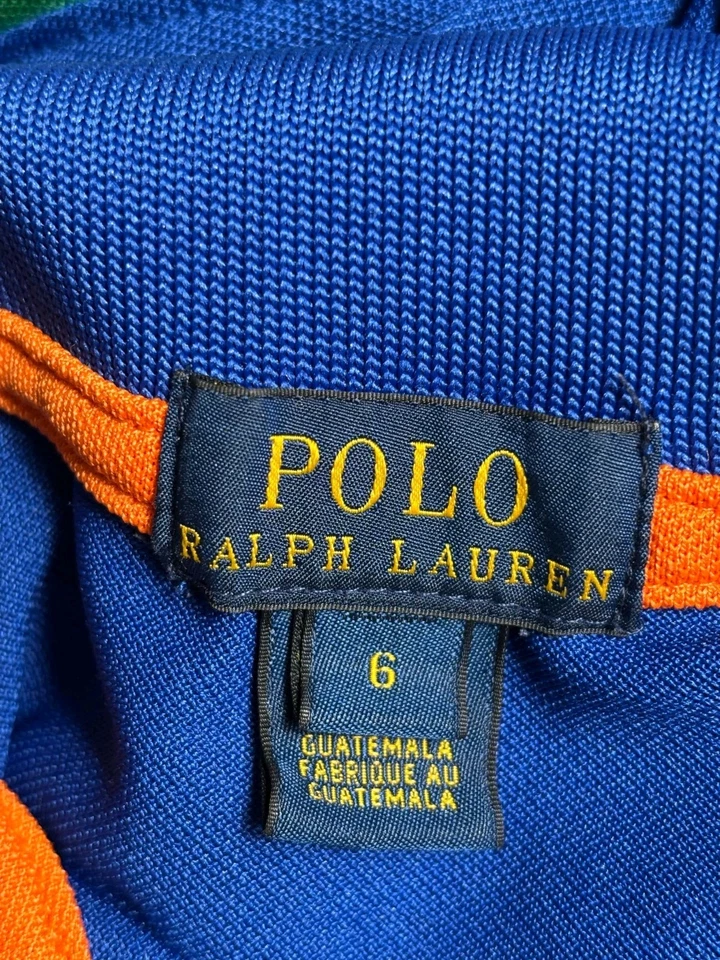 POLO
RALPH LAUREN
6
GUATEMALA
FABRIQUE AU
GUATEMALA